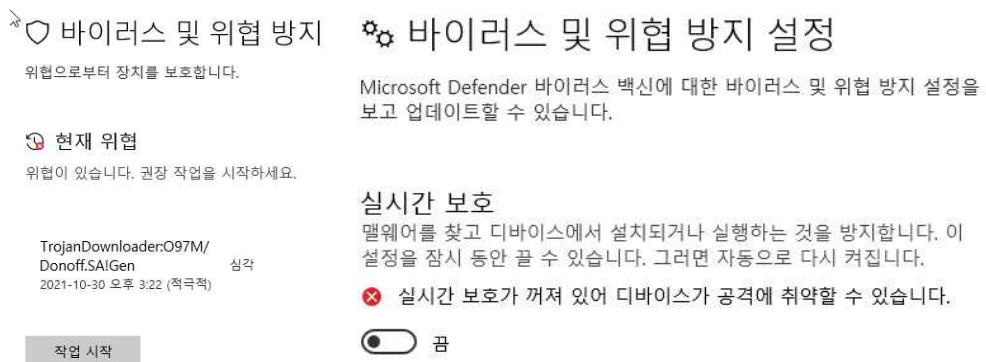 바이러스 및 위협 방지
위협으로부터 장치를 보호합니다.
현재 위협
위협이 있습니다. 권장 작업을 시작하세요.
TrojanDownloader:O97M/
Donoff.SA!Gen
심각
2021-10-30 오후 3:22 (적극적)
작업 시작
바이러스 및 위협 방지 설정
Microsoft Defender 바이러스 백신에 대한 바이러스 및 위협 방지 설정을
보고 업데이트할 수 있습니다.
실시간 보호
맬웨어를 찾고 디바이스에서 설치되거나 실행하는 것을 방지합니다. 이
설정을 잠시 동안 끌 수 있습니다. 그러면 자동으로 다시 켜집니다.
실시간 보호가 꺼져 있어 디바이스가 공격에 취약할 수 있습니다.
끔